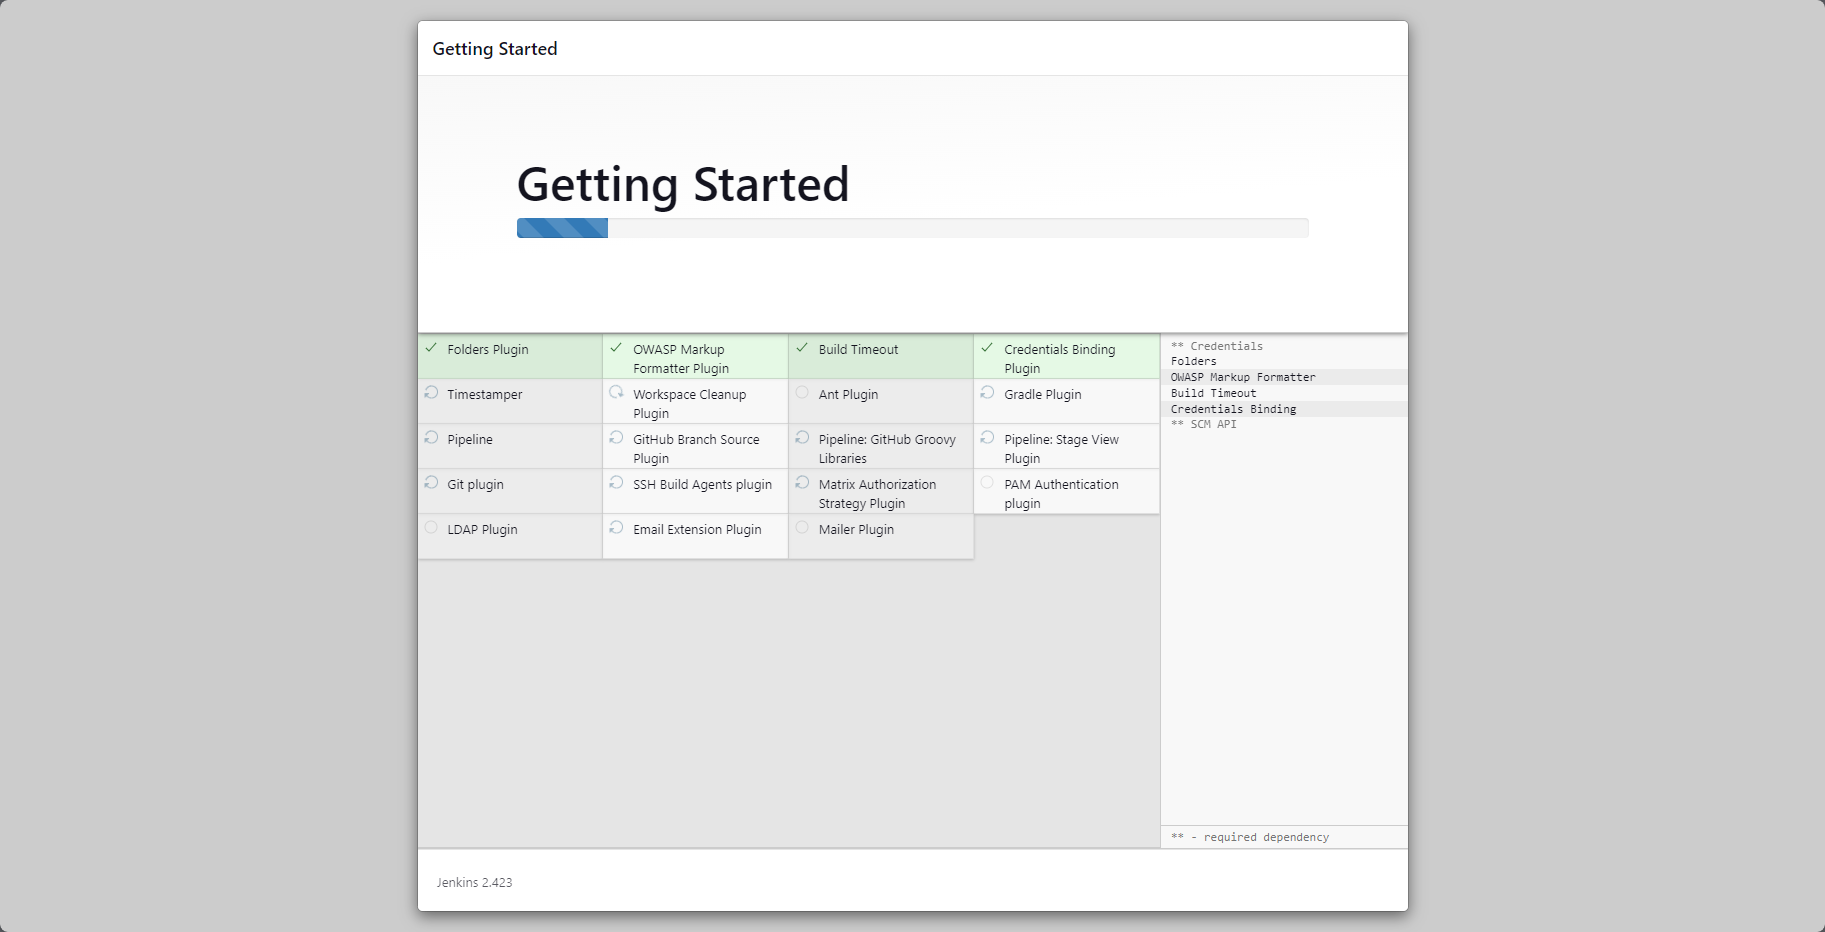 Getting Started
Getting Started
Folders Plugin
OWASP Markup
Formatter Plugin
Build Timeout
Credentials Binding
Plugin
Timestamper
Workspace Cleanup
Plugin
Ant Plugin
Gradle Plugin
Pipeline
GitHub Branch Source
Plugin
Pipeline: GitHub Groovy
Libraries
Pipeline: Stage View
Plugin
Git plugin
SSH Build Agents plugin
Matrix Authorization
Strategy Plugin
PAM Authentication
plugin
LDAP Plugin
Email Extension Plugin
Mailer Plugin
** Credentials
Folders
OWASP Markup Formatter
Build Timeout
Credentials Binding
** SCM API
** - required dependency
Jenkins 2.423